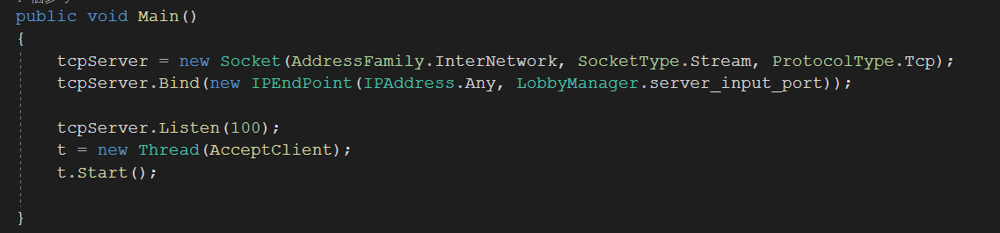 public void Main()
{
tcpServer = new Socket(AddressFamily.InterNetwork, SocketType.Stream, ProtocolType.Tcp);
tcpServer.Bind(new IPEndPoint(IPAddress.Any, LobbyManager.server_input_port));
tcpServer.Listen(100);
t = new Thread(AcceptClient);
t.Start();
}